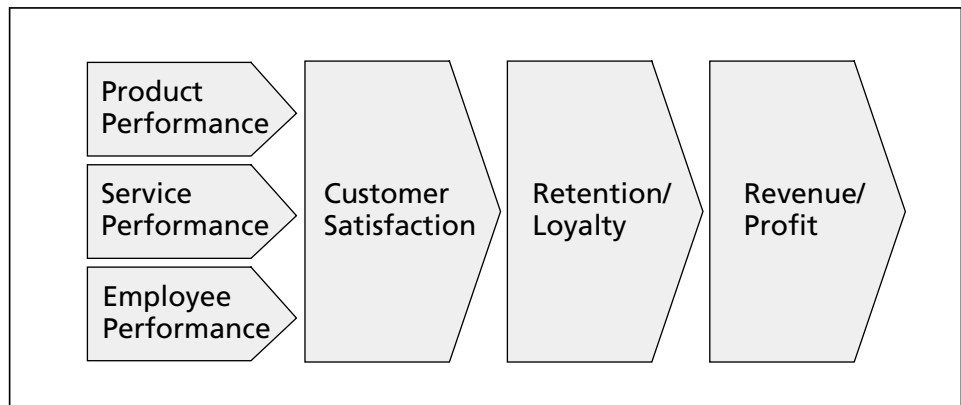 Product
Performance
Service
Performance
Employee
Performance
Customer
Satisfaction
Retention/
Loyalty
Revenue/
Profit